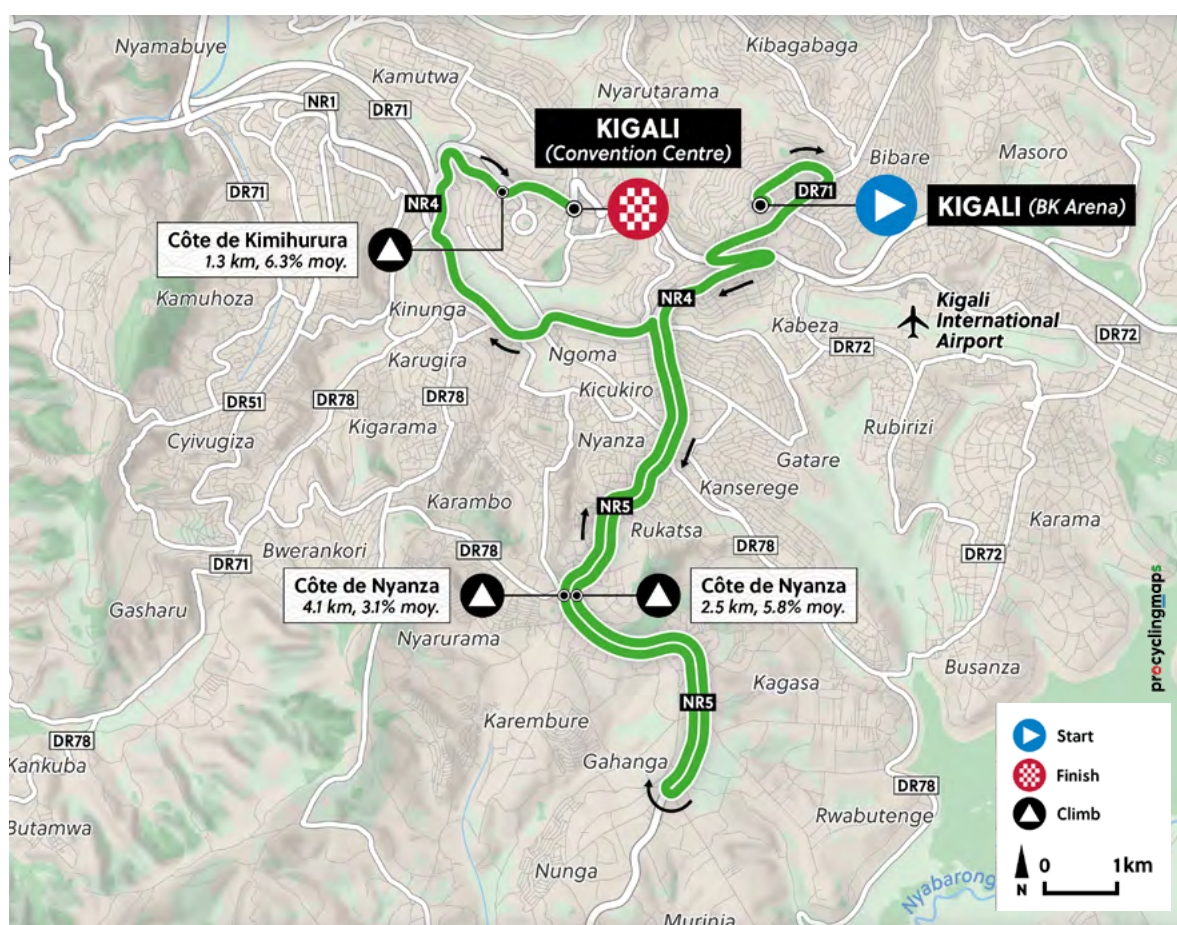 Nyamabuye
Kibagabaga
Kamutwa
Nyarutarama
NR1
DR71
KIGALI
(Convention Centre)
Bibare
Masoro
DR71
DR71
NR4
KIGALI (BK Arena)
Côte de Kimihurura
1.3 km, 6.3% moy.
Kamuhoza
Kinunga
NR4
Kabeza
Kigali
International
Airport
DR72
DR72
Karugira
Ngoma
Kicukiro
DR51
DR78
DR78
Cyivugiza
Kigarama
Nyanza
Rubirizi
Gatare
Kanserege
Karambo
NR5
Rukatsa
Karama
Bwerankori
DR78
DR78
DR72
DR71
Côte de Nyanza
4.1 km, 3.1% moy.
Côte de Nyanza
2.5 km, 5.8% moy.
Gasharu
Nyarurama
procyclingmaps
Busanza
Kagasa
NR5
Karembure
DR78
Kankuba
Gahanga
DR78
Rwabutenge
Butamwa
Nunga
Nyabarong
Murinja
Start
Finish
Climb
N
0 1km